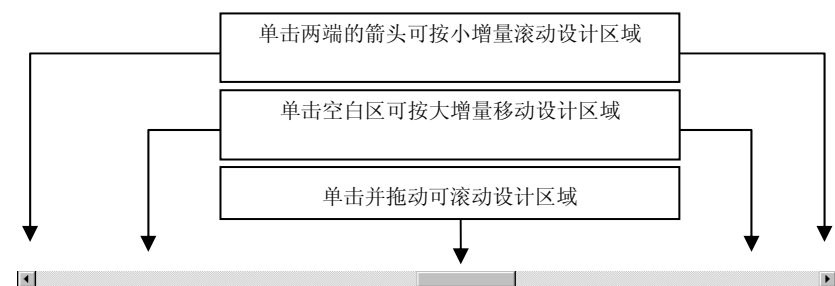 单击两端的箭头可按小增量滚动设计区域
单击空白区可按大增量移动设计区域
单击并拖动可滚动设计区域